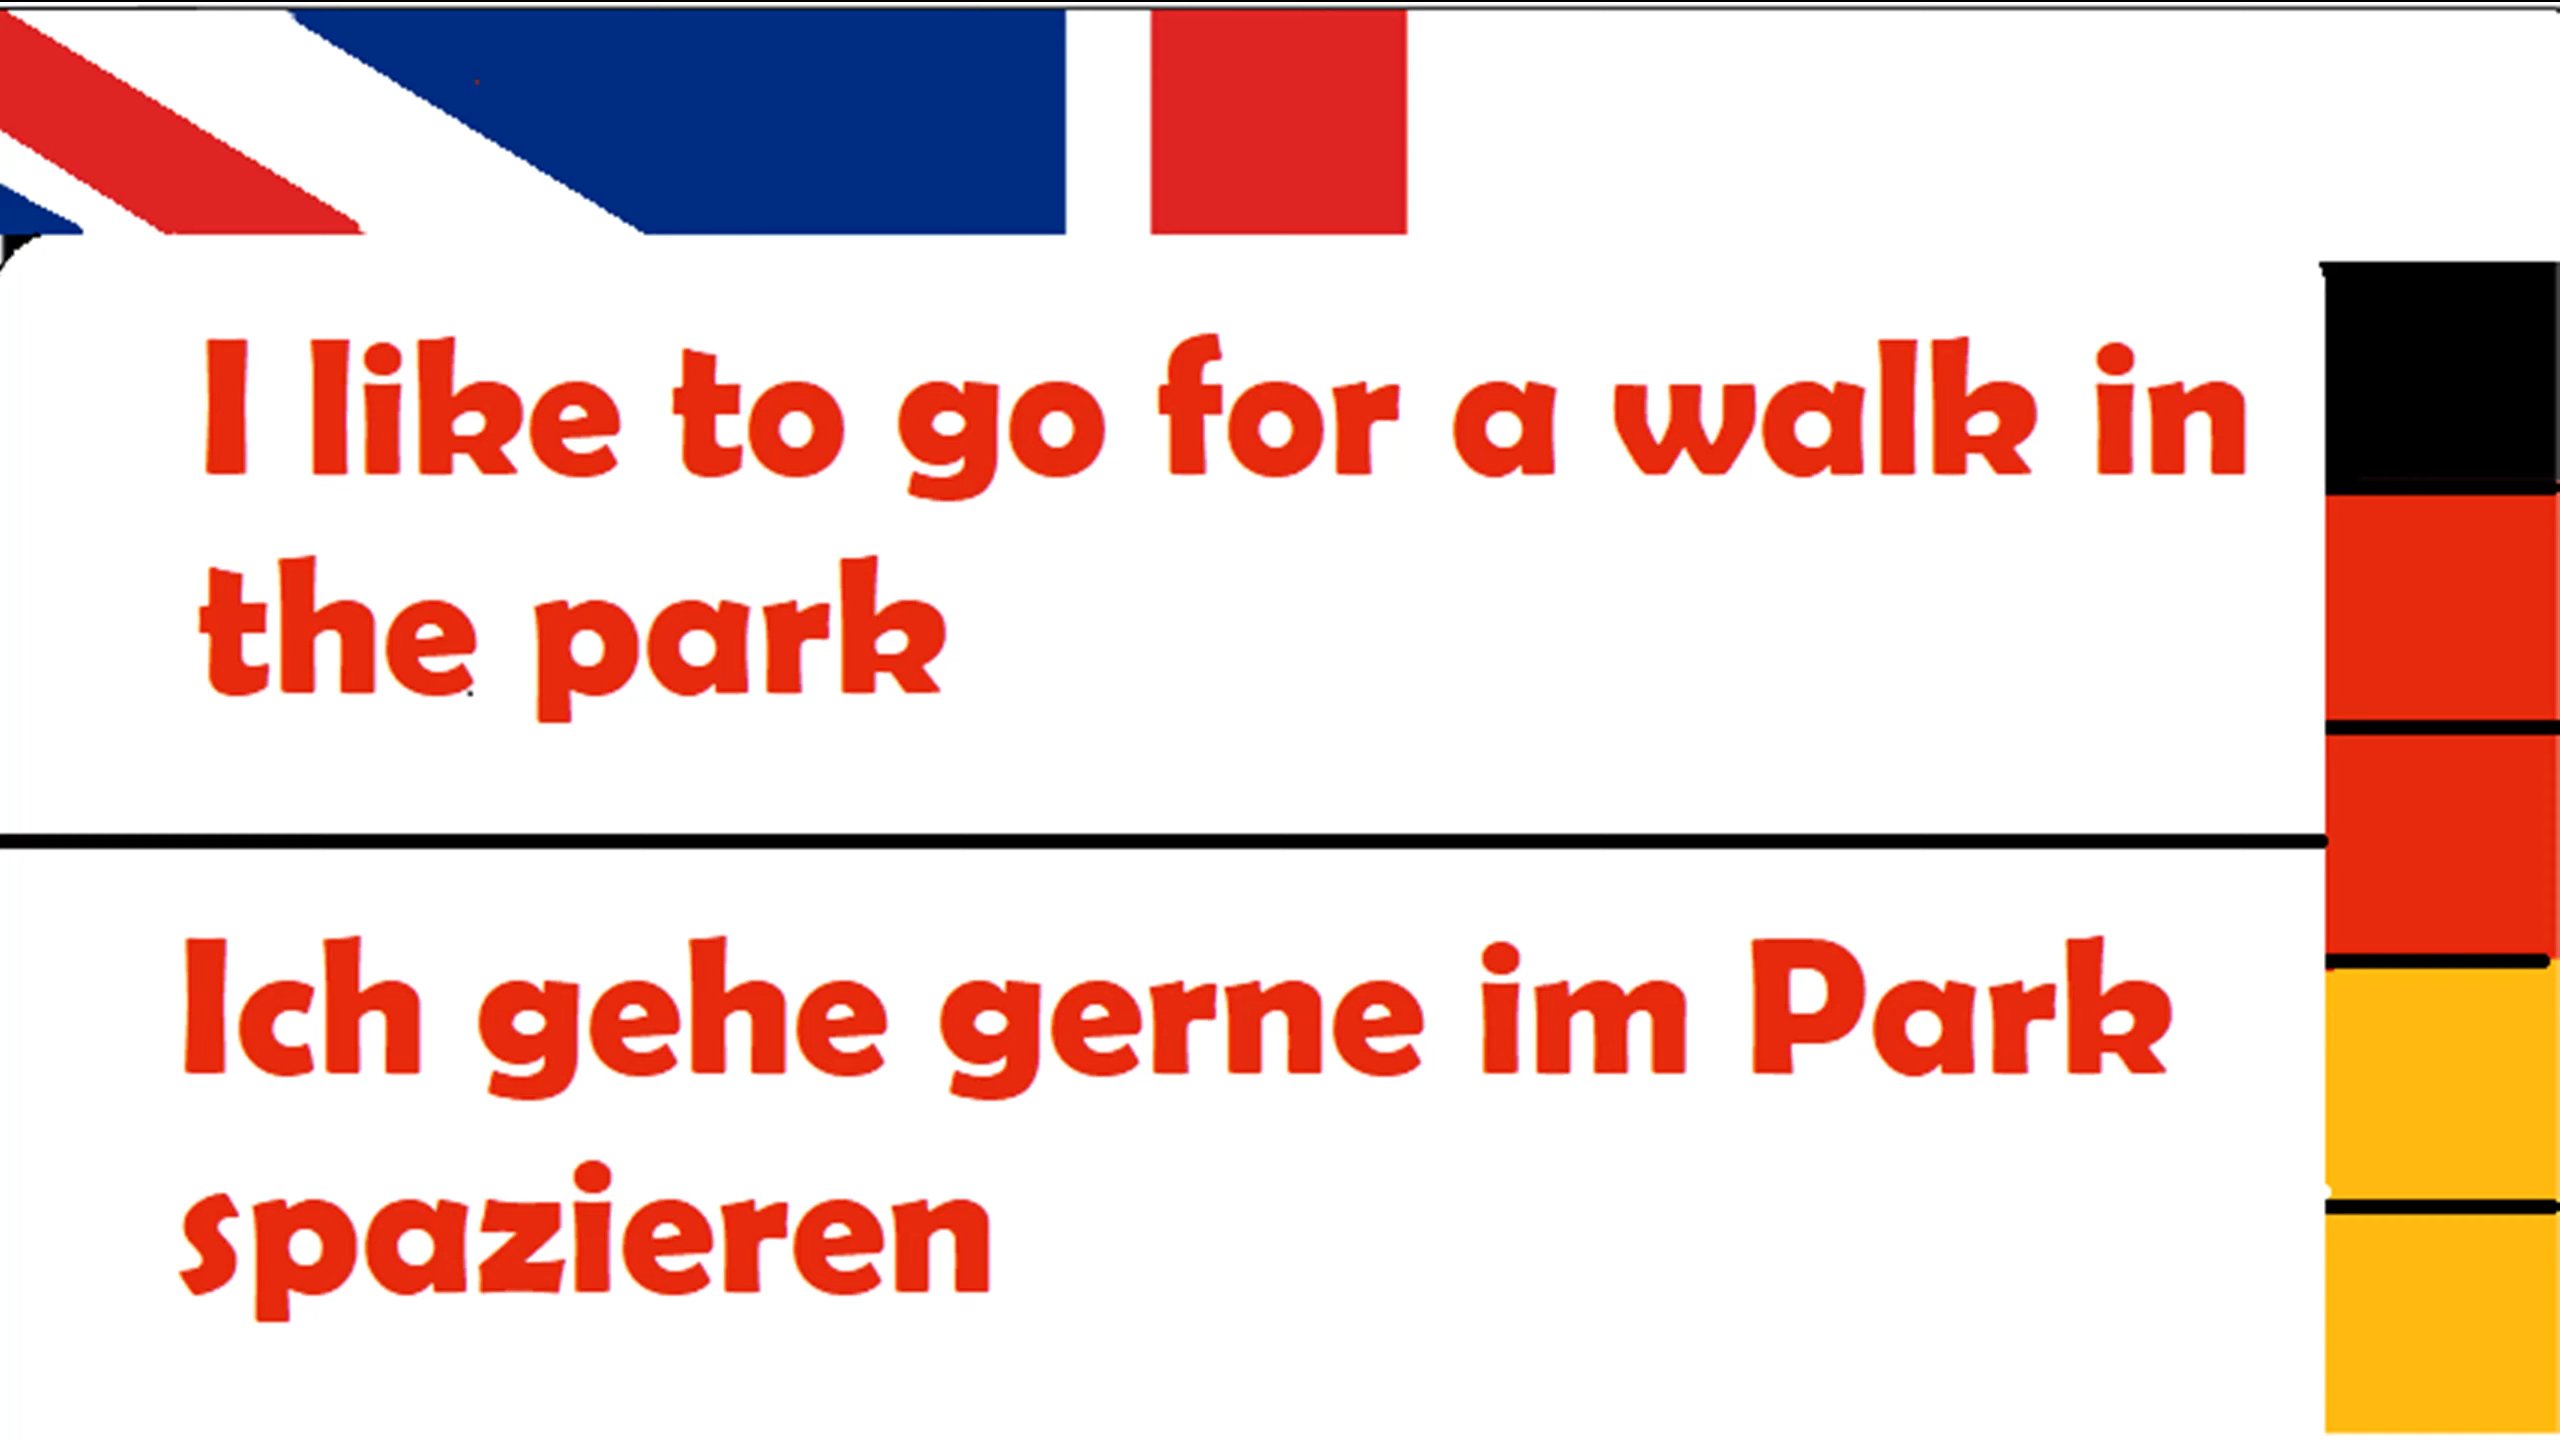 I like to go for a walk in
the park
Ich gehe gerne im Park
spazieren